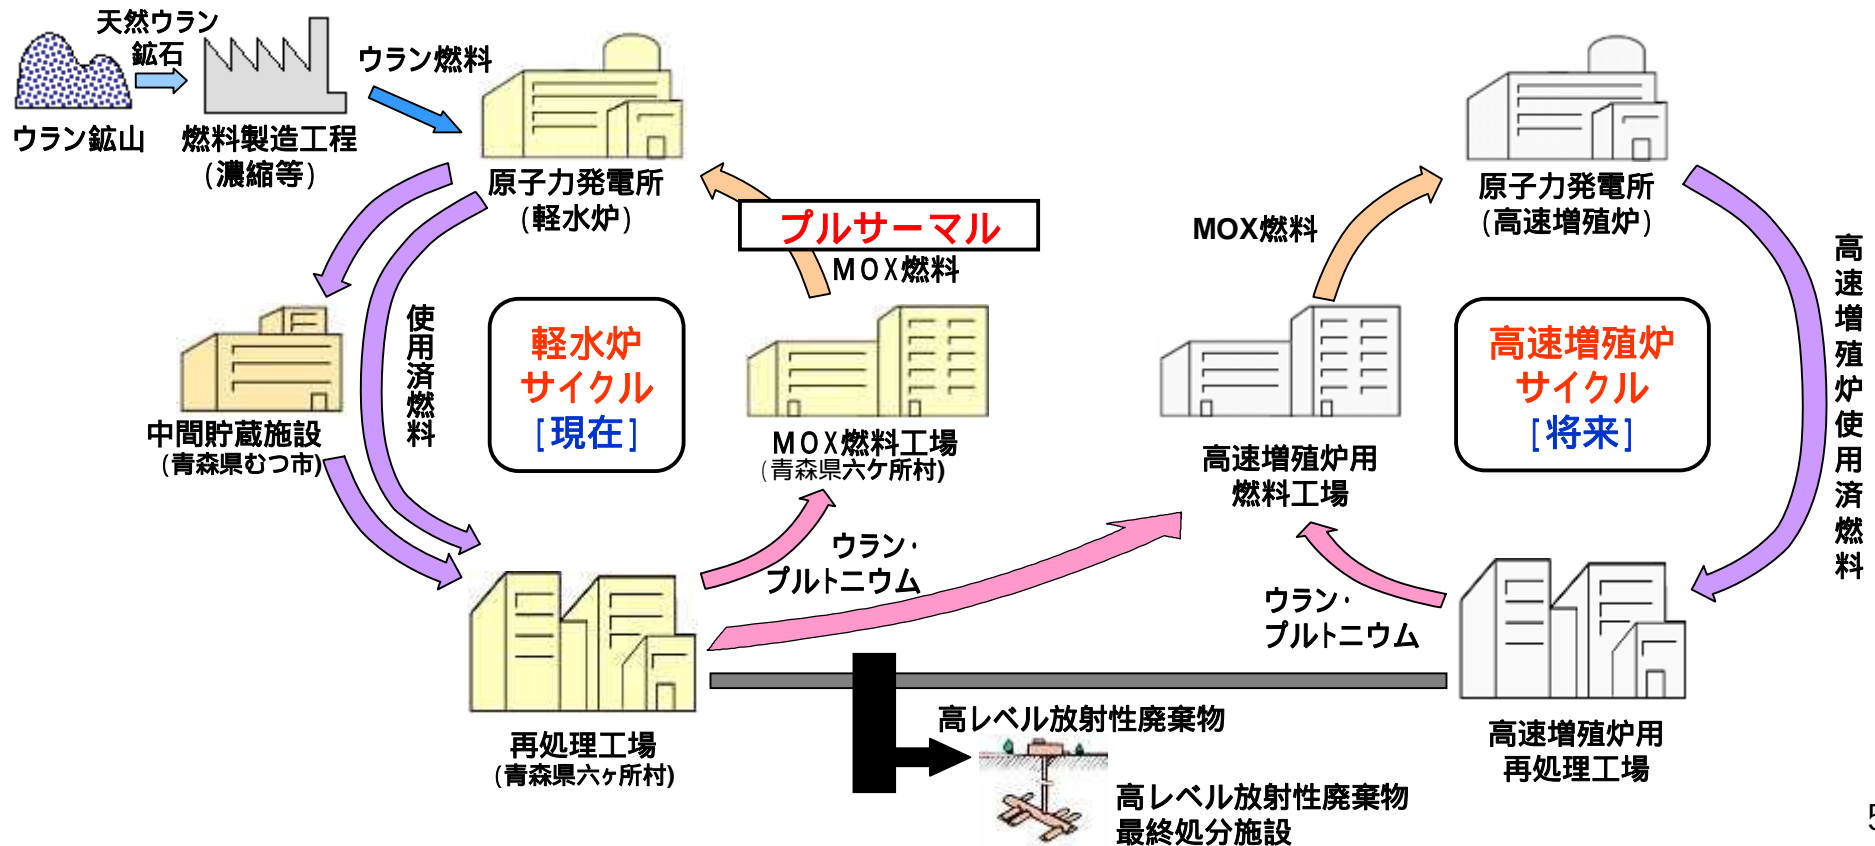 天然ウラン
鉱石
ウラン鉱山
燃料製造工程
(濃縮等)
ウラン燃料
原子力発電所
(軽水炉)
プルサーマル
MOX燃料
使用済燃料
軽水炉
サイクル
[現在]
中間貯蔵施設
(青森県むつ市)
MOX燃料工場
(青森県六ケ所村)
ウラン・
プルトニウム
再処理工場
(青森県六ヶ所村)
原子力発電所
(高速増殖炉)
MOX燃料
高速増殖炉使用済燃料
高速増殖炉
サイクル
[将来]
高速増殖炉用
燃料工場
ウラン・
プルトニウム
高速増殖炉用
再処理工場
高レベル放射性廃棄物
高レベル放射性廃棄物
最終処分施設
5